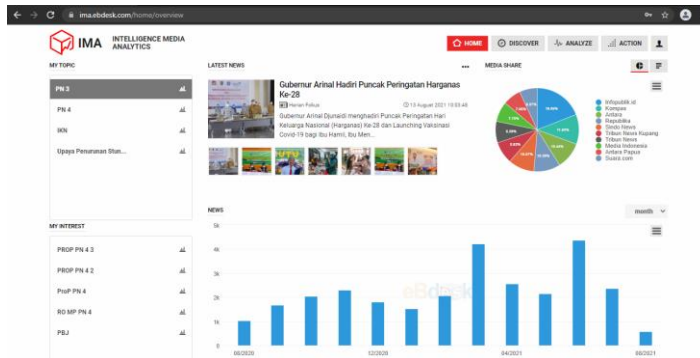 ima.ebdesk.com/home/overview
IMA INTELLIGENCE MEDIA
ANALYTICS
HOME
DISCOVER
ANALYZE
ACTION
MY TOPIC
PN 3
PN 4
IKN
Upaya Penurunan Stun...
MY INTEREST
PROP PN 4 3
PROP PN 4 2
ProP PN 4
RO MP PN 4
PBJ
LATEST NEWS
Gubernur Arinal Hadiri Puncak Peringatan Harganas
Ke-28
Harian Fokus
13 August 2021 15:03:48
Gubernur Arinal Djunaidi menghadiri Puncak Peringatan Hari
Keluarga Nasional (Harganas) Ke-28 dan Launching Vaksinasi
Covid-19 bagi Ibu Hamil, Ibu Men...
MEDIA SHARE
Infopublik.id
Kompas
Antara
Republika
Sindo News
Tribun News Kupang
Tribun News
Media Indonesia
Antara Papua
Suara.com
NEWS
month
5k
4k
3k
2k
1k
0
eBdesk
08/2020
12/2020
04/2021
08/2021